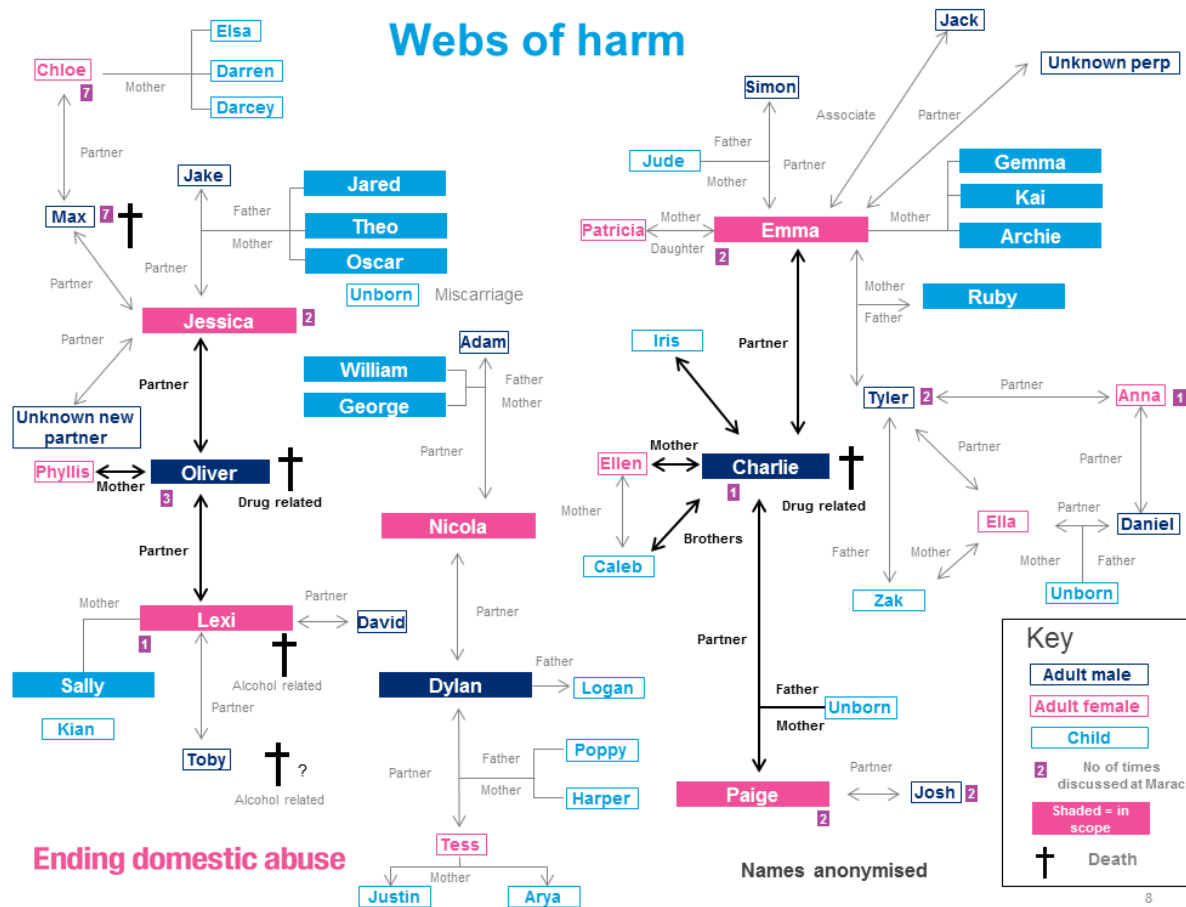 Webs of harm
Elsa
Chloe
Darren
Mother
7
Darcey
Partner
Jack
Unknown perp
Simon
Associate
Partner
Father
Jude
Partner
Mother
Gemma
Kai
Archie
Mother
Patricia
Mother
Daughter
Emma
2
Jake
Jared
Father
Theo
Mother
Oscar
Partner
Unborn
Miscarriage
Max
7
Partner
Jessica
2
Partner
Unknown new
partner
Partner
Mother
Ruby
Father
Iris
Partner
Adam
William
Father
George
Mother
Tyler
2
Partner
Anna
1
Phyllis
Mother
Oliver
3
Drug related
Partner
Ellen
Mother
Charlie
1
Drug related
Partner
Partner
Nicola
Mother
Brothers
Caleb
Ella
Partner
Daniel
Father
Mother
Mother
Father
Zak
Unborn
Mother
Lexi
1
Partner
David
Alcohol related
Sally
Kian
Partner
Toby
?
Alcohol related
Partner
Dylan
Father
Logan
Partner
Father
Mother
Poppy
Harper
Tess
Mother
Justin
Arya
Partner
Father
Unborn
Mother
Paige
2
Partner
Josh
2
Key
Adult male
Adult female
Child
2
No of times
discussed at Marac
Shaded = in
scope
Death
Ending domestic abuse
Names anonymised
8